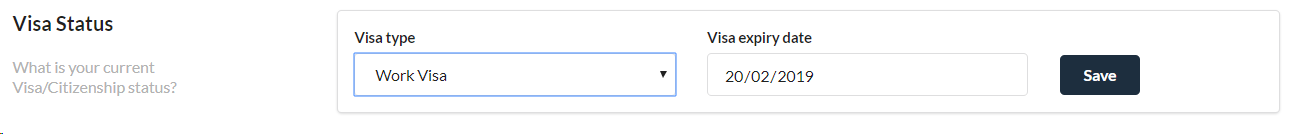 Visa Status
What is your current
Visa/Citizenship status?
Visa type
Work Visa
Visa expiry date
20/02/2019
Save